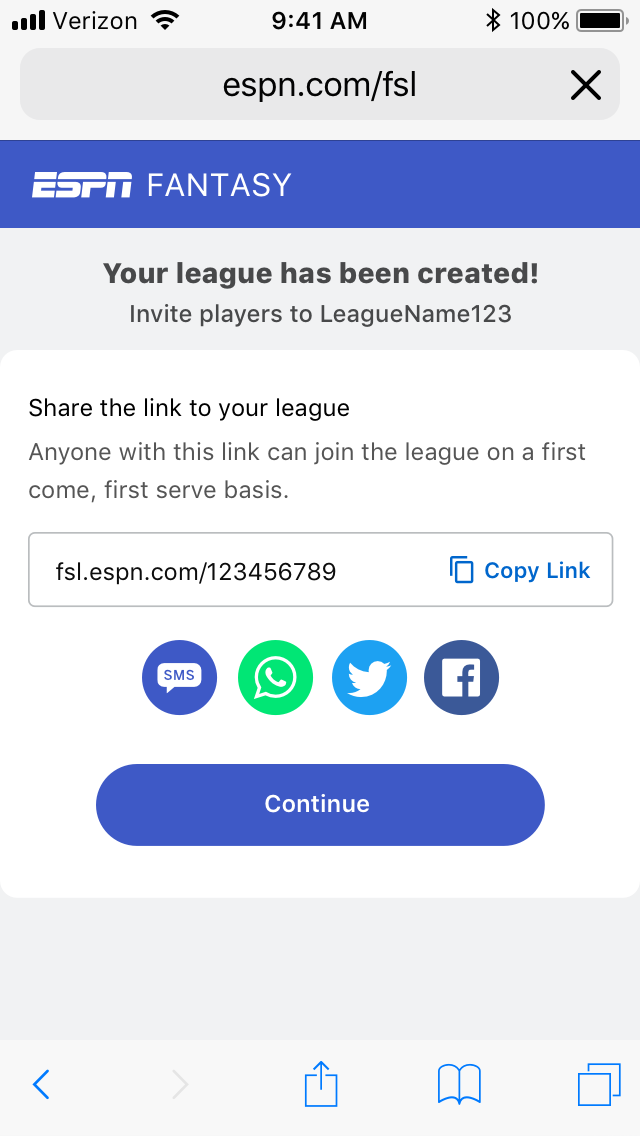 Verizon 9:41 AM 100%
espn.com/fsl
ESPN FANTASY
Your league has been created!
Invite players to LeagueName123
Share the link to your league
Anyone with this link can join the league on a first
come, first serve basis.
fsl.espn.com/123456789 Copy Link
SMS
Continue